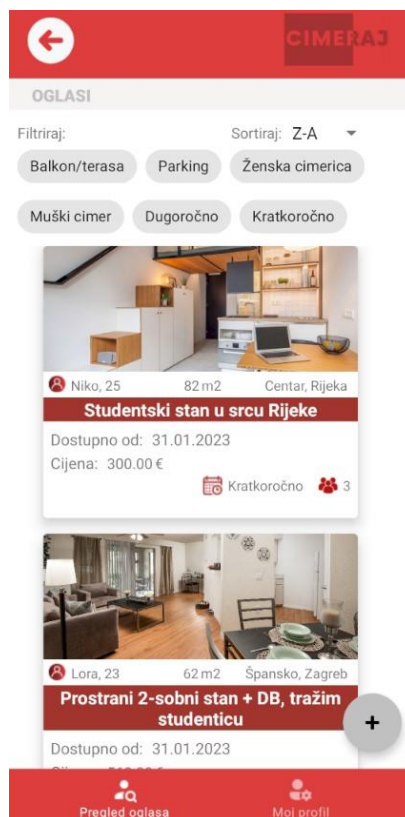 CIMERAJ
OGLASI
Filtriraj:
Sortiraj: Z-A
Balkon/terasa Parking Ženska cimerica
Muški cimer Dugoročno Kratkoročno
Niko, 25 82 m2 Centar, Rijeka
Studentski stan u srcu Rijeke
Dostupno od: 31.01.2023
Cijena: 300.00 €
Kratkoročno 3
Lora, 23 62 m2 Špansko, Zagreb
Prostrani 2-sobni stan + DB, tražim
studenticu
+
Dostupno od: 31.01.2023
Pregled oglasa Moj profil